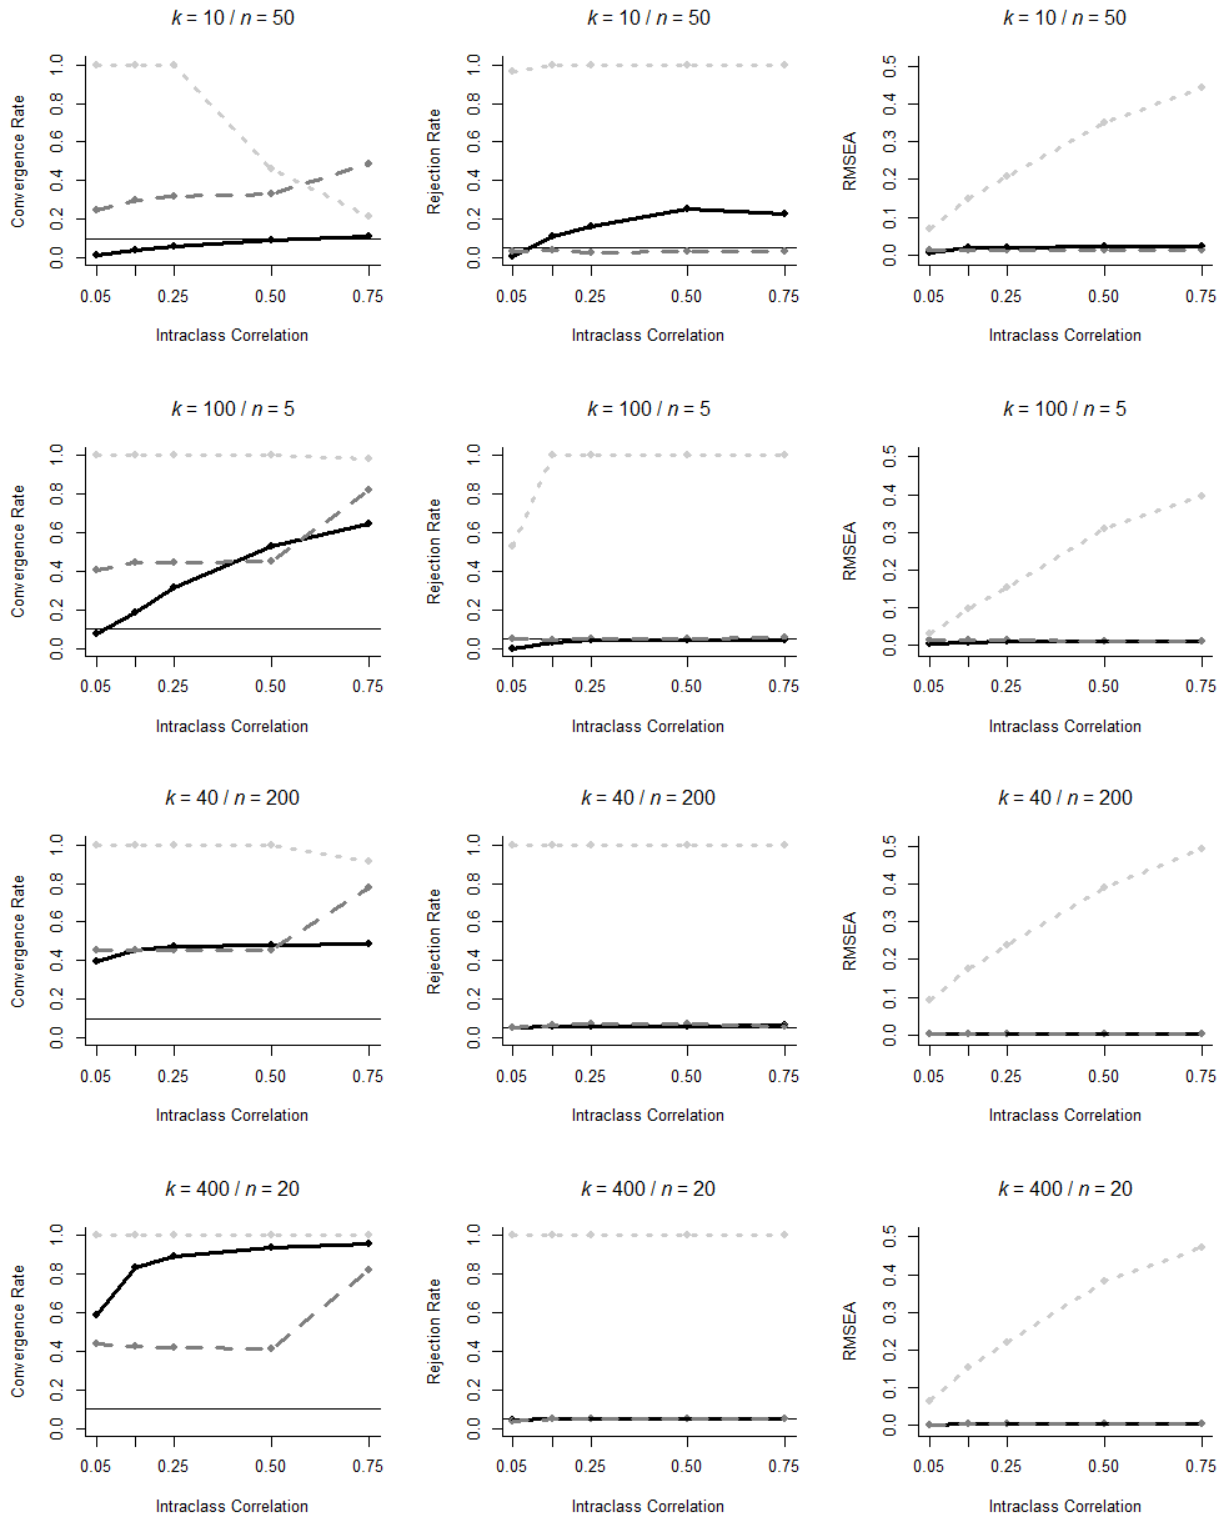 k = 10 / n = 50
k = 10 / n = 50
k = 10 / n = 50
Convergence Rate
0.0 0.2 0.4 0.6 0.8 1.0
0.05 0.25 0.50 0.75
Intraclass Correlation
Rejection Rate
0.0 0.2 0.4 0.6 0.8 1.0
0.05 0.25 0.50 0.75
Intraclass Correlation
RMSEA
0.0 0.1 0.2 0.3 0.4 0.5
0.05 0.25 0.50 0.75
Intraclass Correlation
k = 100 / n = 5
k = 100 / n = 5
k = 100 / n = 5
Convergence Rate
0.0 0.2 0.4 0.6 0.8 1.0
0.05 0.25 0.50 0.75
Intraclass Correlation
Rejection Rate
0.0 0.2 0.4 0.6 0.8 1.0
0.05 0.25 0.50 0.75
Intraclass Correlation
RMSEA
0.0 0.1 0.2 0.3 0.4 0.5
0.05 0.25 0.50 0.75
Intraclass Correlation
k = 40 / n = 200
k = 40 / n = 200
k = 40 / n = 200
Convergence Rate
0.0 0.2 0.4 0.6 0.8 1.0
0.05 0.25 0.50 0.75
Intraclass Correlation
Rejection Rate
0.0 0.2 0.4 0.6 0.8 1.0
0.05 0.25 0.50 0.75
Intraclass Correlation
RMSEA
0.0 0.1 0.2 0.3 0.4 0.5
0.05 0.25 0.50 0.75
Intraclass Correlation
k = 400 / n = 20
k = 400 / n = 20
k = 400 / n = 20
Convergence Rate
0.0 0.2 0.4 0.6 0.8 1.0
0.05 0.25 0.50 0.75
Intraclass Correlation
Rejection Rate
0.0 0.2 0.4 0.6 0.8 1.0
0.05 0.25 0.50 0.75
Intraclass Correlation
RMSEA
0.0 0.1 0.2 0.3 0.4 0.5
0.05 0.25 0.50 0.75
Intraclass Correlation